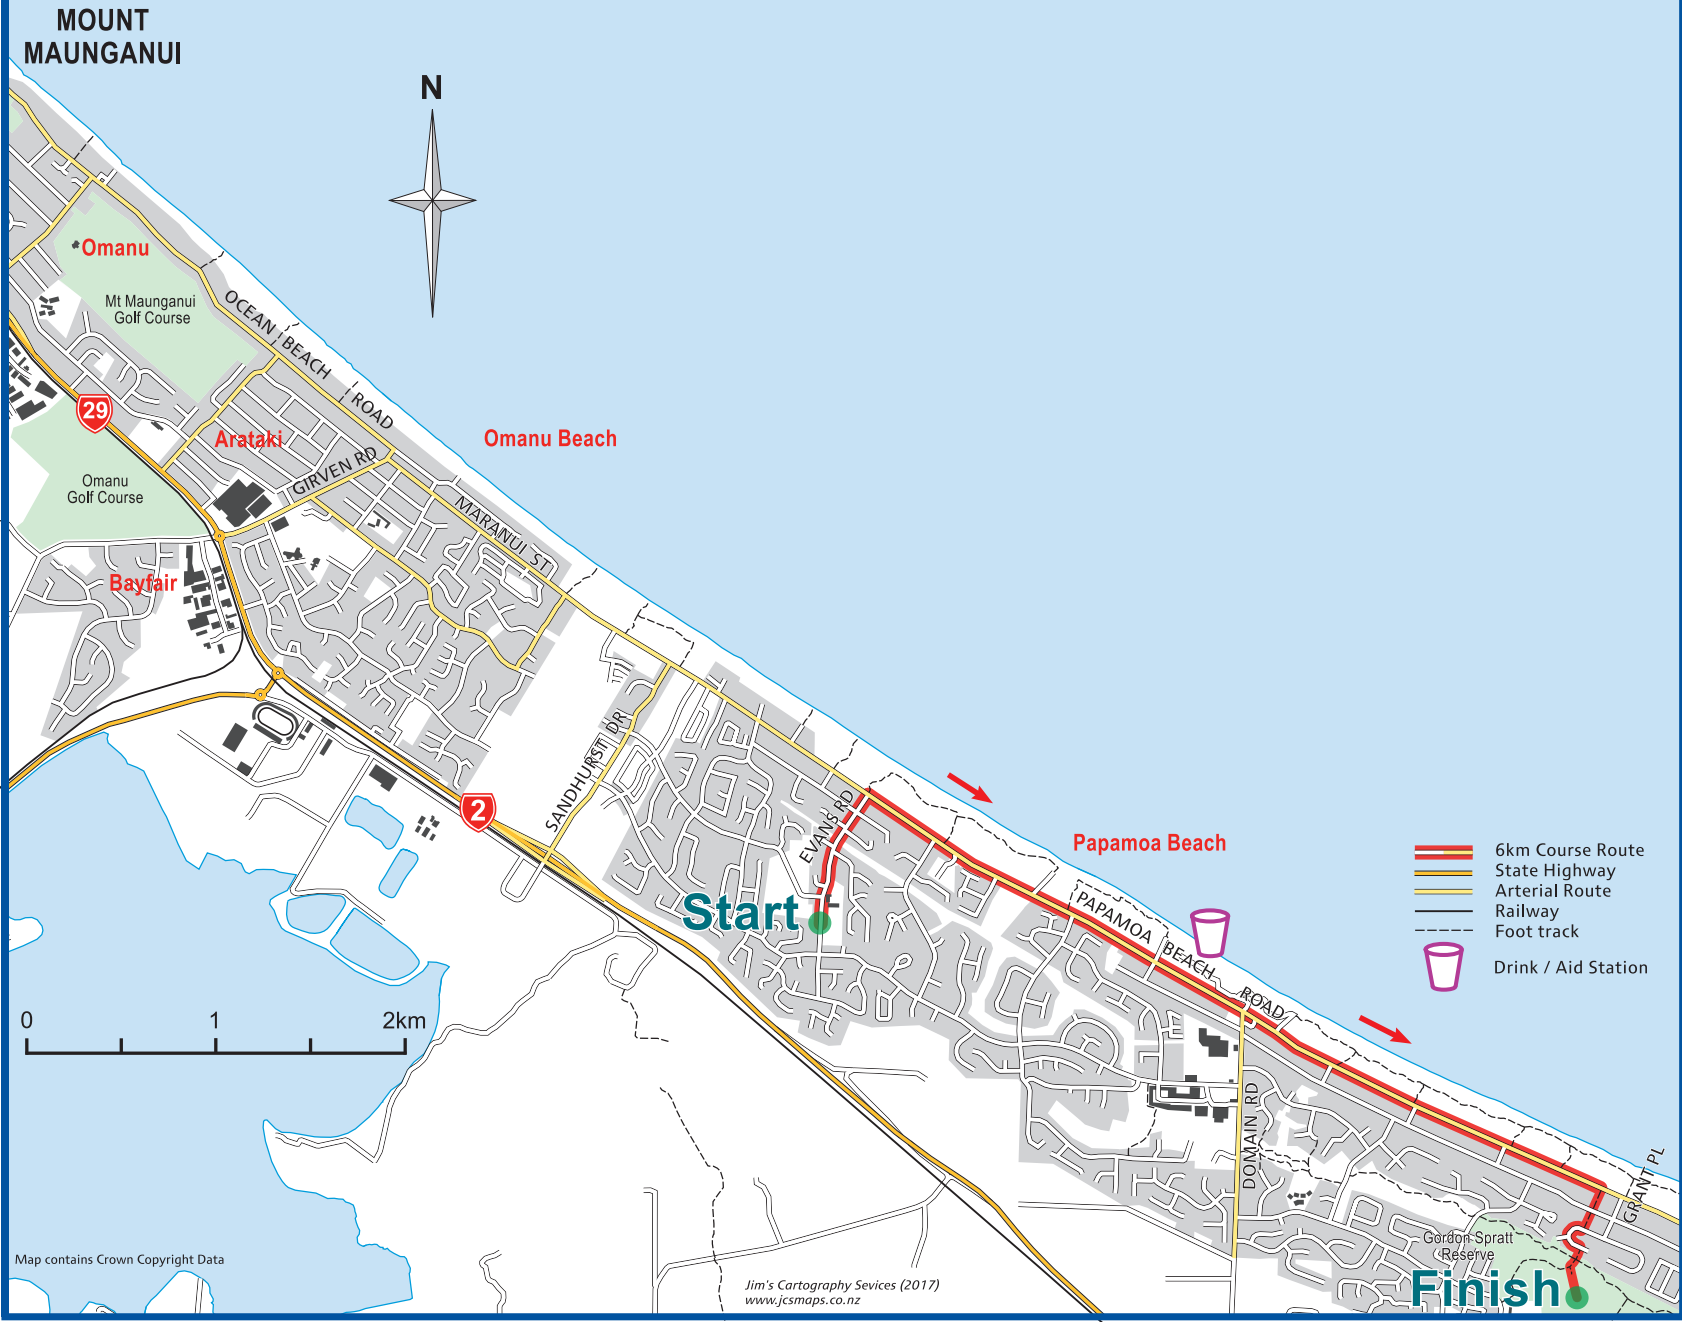 MOUNT
MAUNGANUI
N
Omanu
Mt Maunganui
Golf Course
OCEAN BEACH ROAD
29
Arataki
GIRVEN RD
Omanu Beach
Omanu
Golf Course
MARANUI ST
Bayfair
SANDHURST DR
2
EVANS RD
Papamoa Beach
Start
PAPAMOA BEACH ROAD
6km Course Route
State Highway
Arterial Route
Railway
Foot track
Drink / Aid Station
0 1 2km
DOMAIN RD
GRANT PL
Gordon Spratt
Reserve
Finish
Map contains Crown Copyright Data
Jim's Cartography Sevices (2017)
www.jcsmaps.co.nz